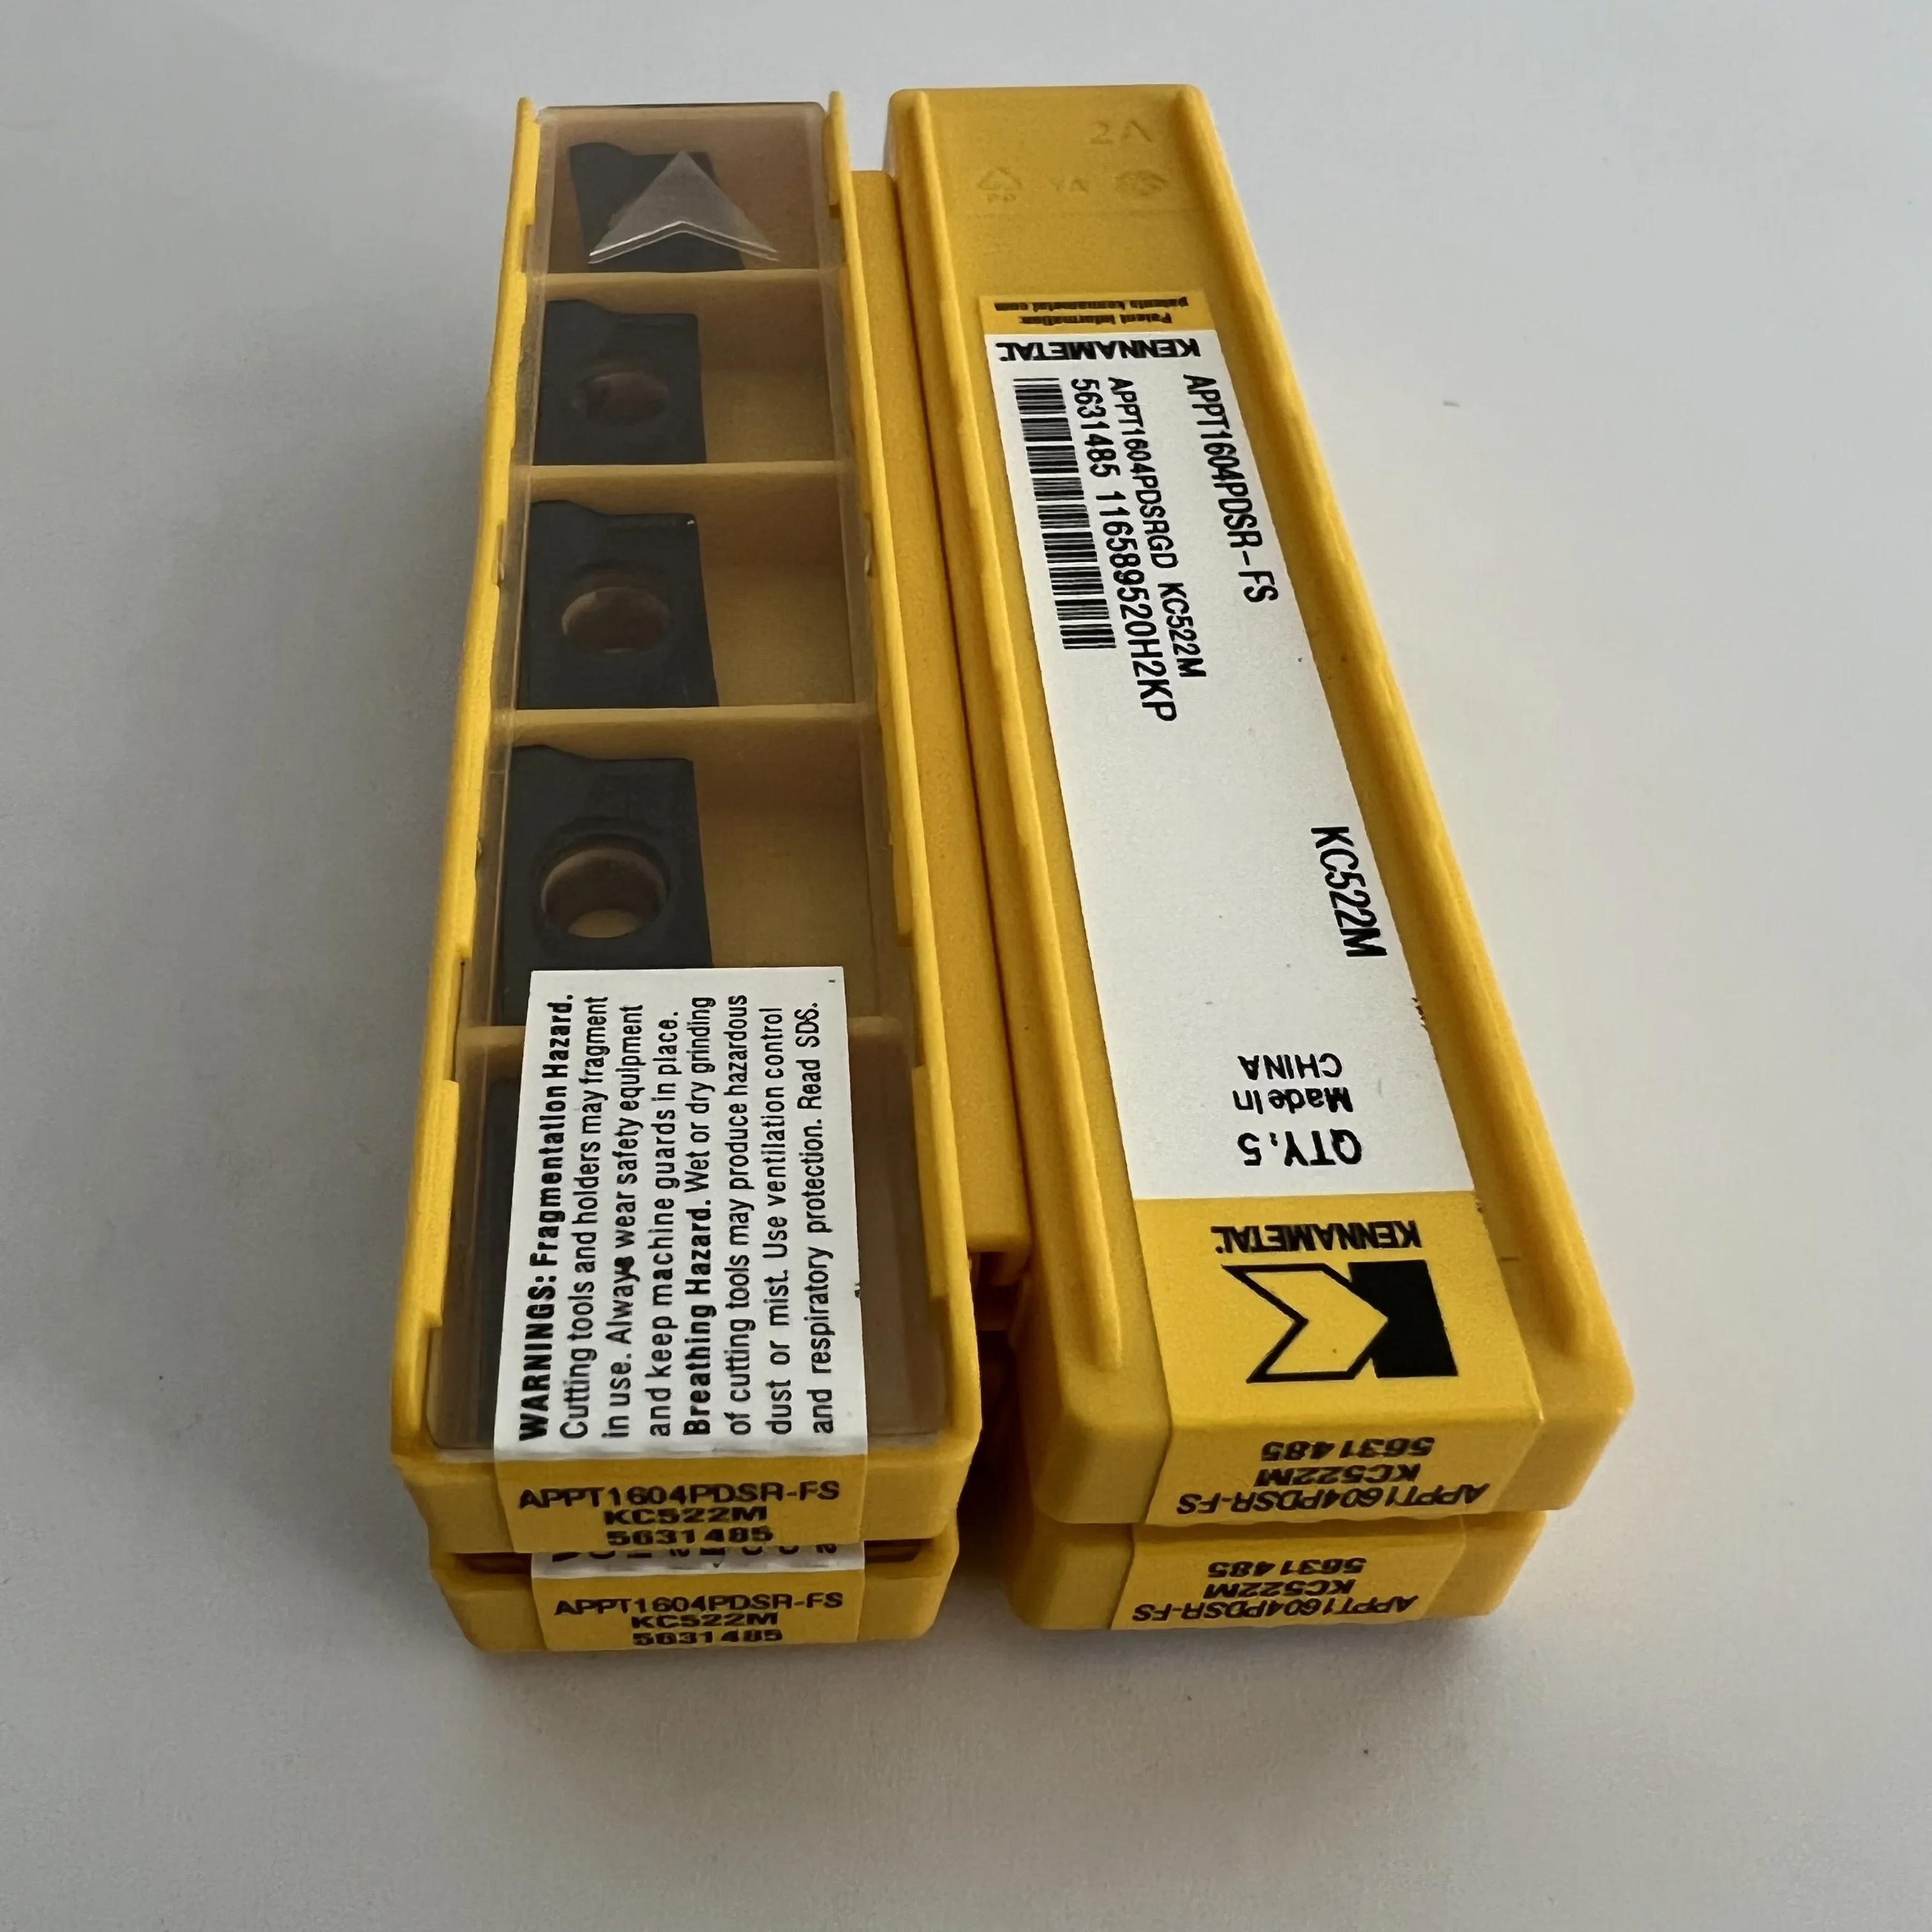 WARNINGS: Fragmentation Hazard.
Cutting tools and holders may fragment
in use. Always wear safety equipment
and keep machine guards in place.
Breathing Hazard. Wet or dry grinding
of cutting tools may produce hazardous
dust or mist. Use ventilation control
and respiratory protection. Read SDS.
APPT1604PDSR-FS
KC522M
5631485
APPT1604PDSR-FS
KC522M
5631485
2A
Patent information:
patents.kennametal.com
KENNAMETAL
APPT1604PDSR-FS KC522M
APPT1604PDSRGD KC522M
5631485 116589520H2KP
QTY. 5
Made In
CHINA
KENNAMETAL
APPT1604PDSR-FS
KC522M
5631485
APPT1604PDSR-FS
KC522M
5631485